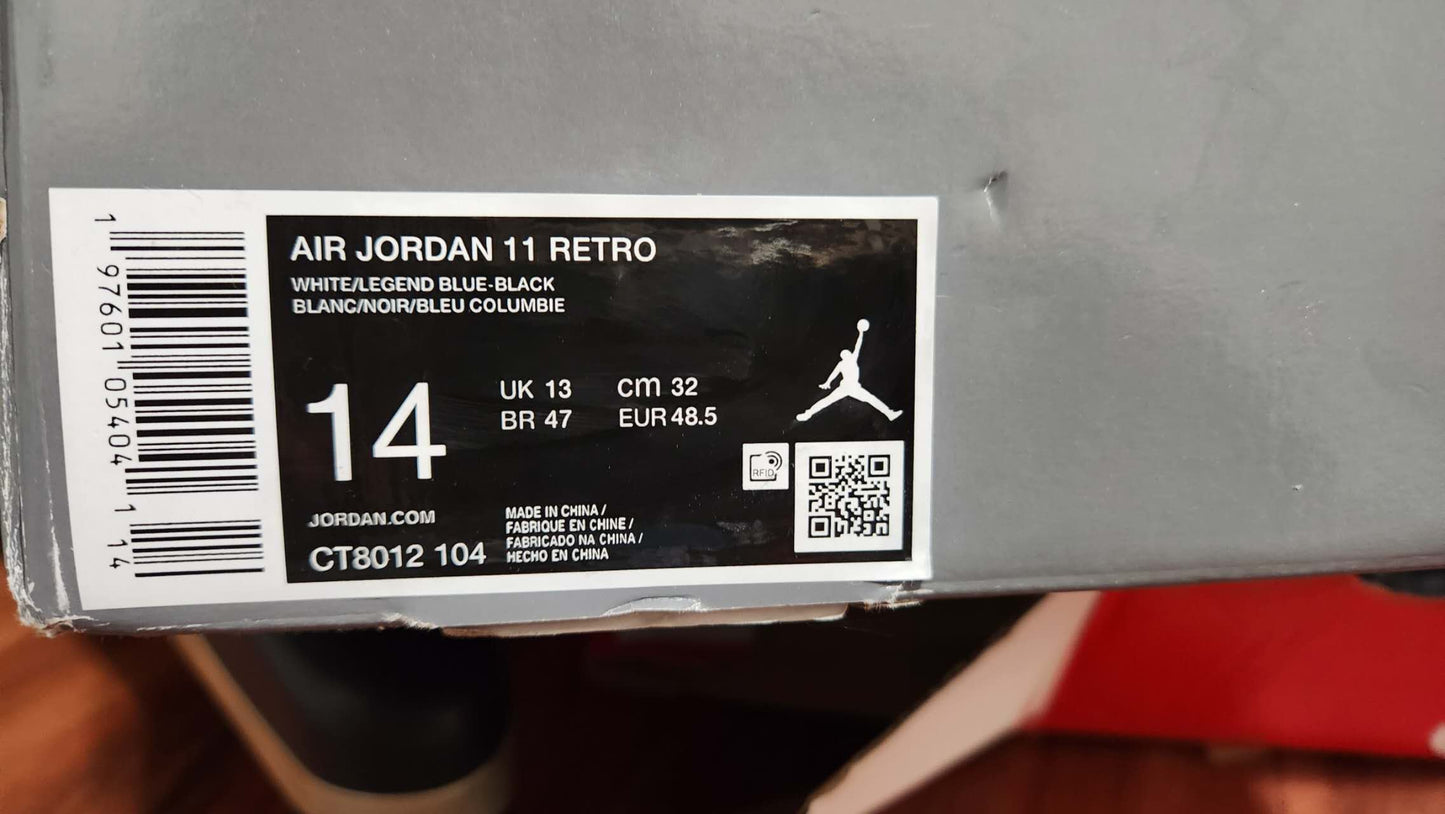 1 97601 05404 1 14
AIR JORDAN 11 RETRO
WHITE/LEGEND BLUE-BLACK
BLANC/NOIR/BLEU COLUMBIE
14
UK 13 cm 32
BR 47 EUR 48.5
RFID
JORDAN.COM
CT8012 104
MADE IN CHINA /
FABRIQUE EN CHINE /
FABRICADO NA CHINA /
HECHO EN CHINA